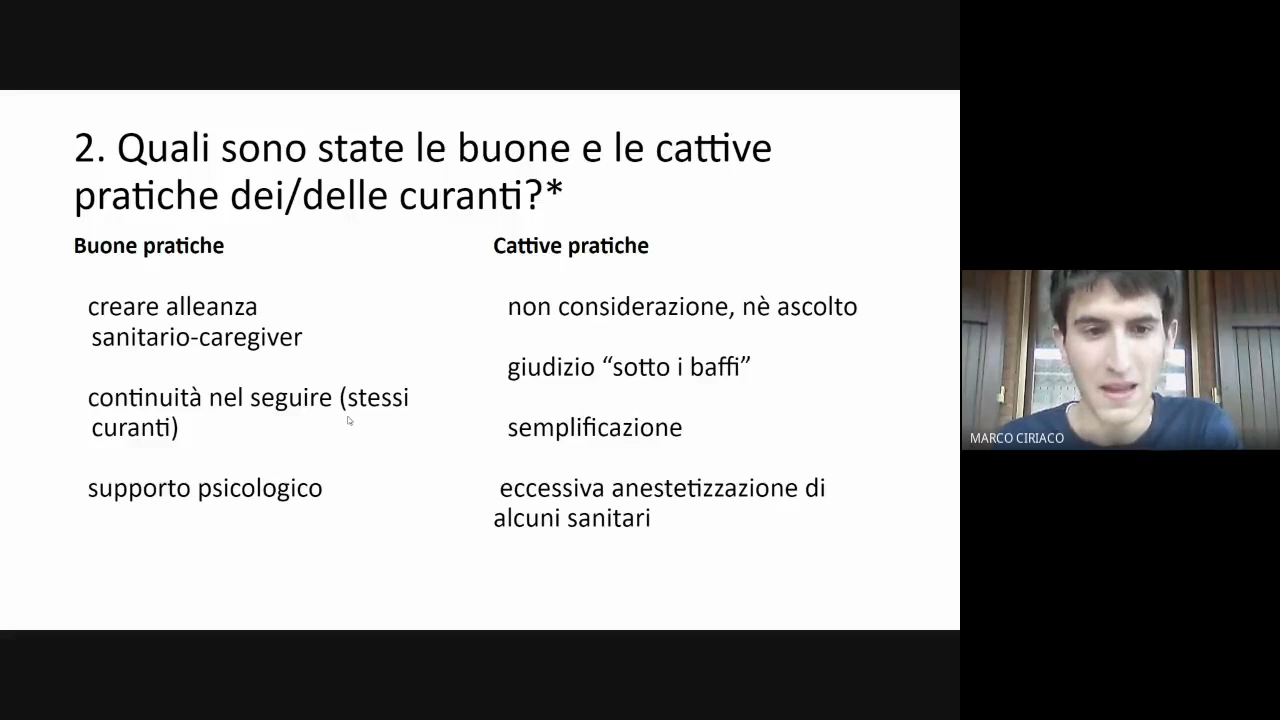 2. Quali sono state le buone e le cattive
pratiche dei/delle curanti?*
Buone pratiche
creare alleanza
sanitario-caregiver
continuità nel seguire (stessi
curanti)
supporto psicologico
Cattive pratiche
non considerazione, nè ascolto
giudizio “sotto i baffi”
semplificazione
eccessiva anestetizzazione di
alcuni sanitari
MARCO CIRIACO